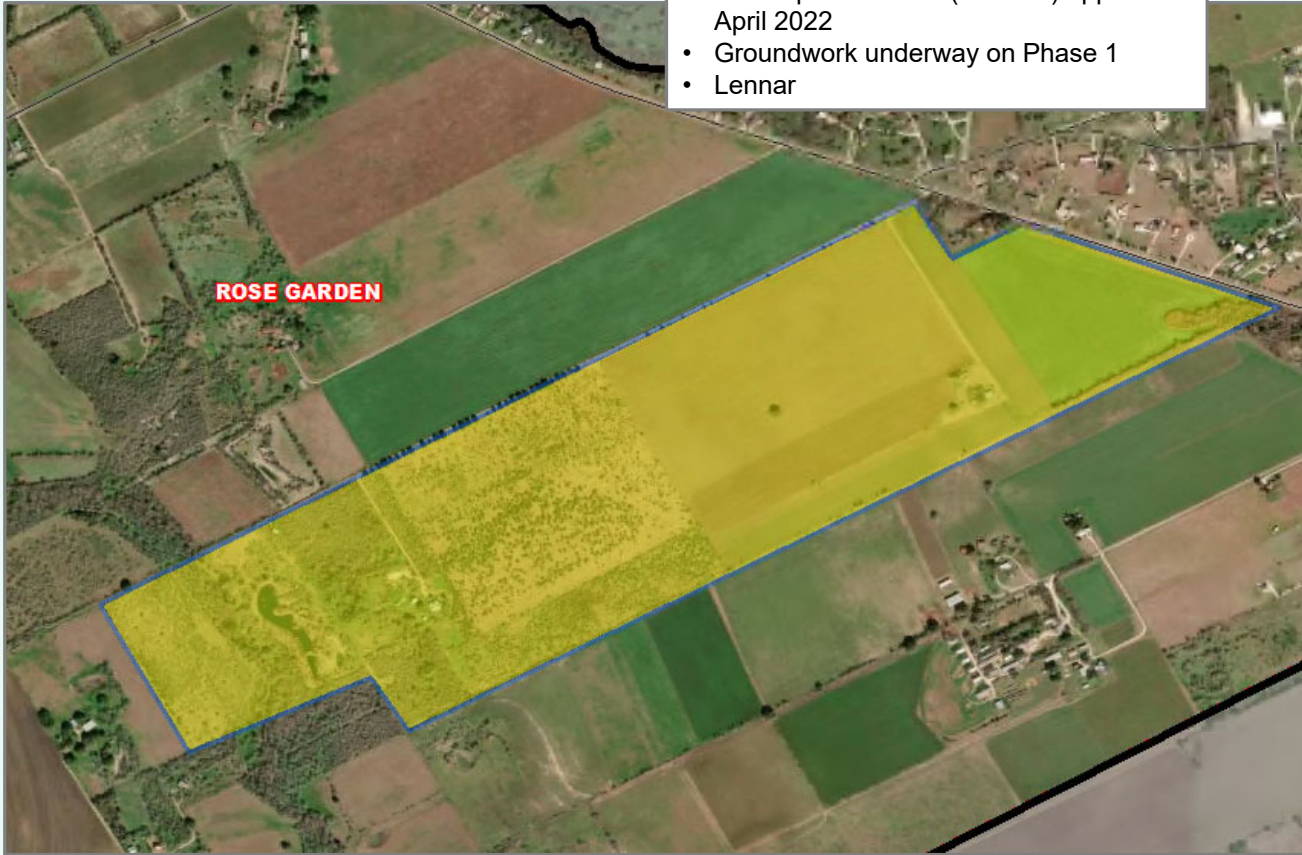 April 2022
• Groundwork underway on Phase 1
• Lennar
ROSE GARDEN